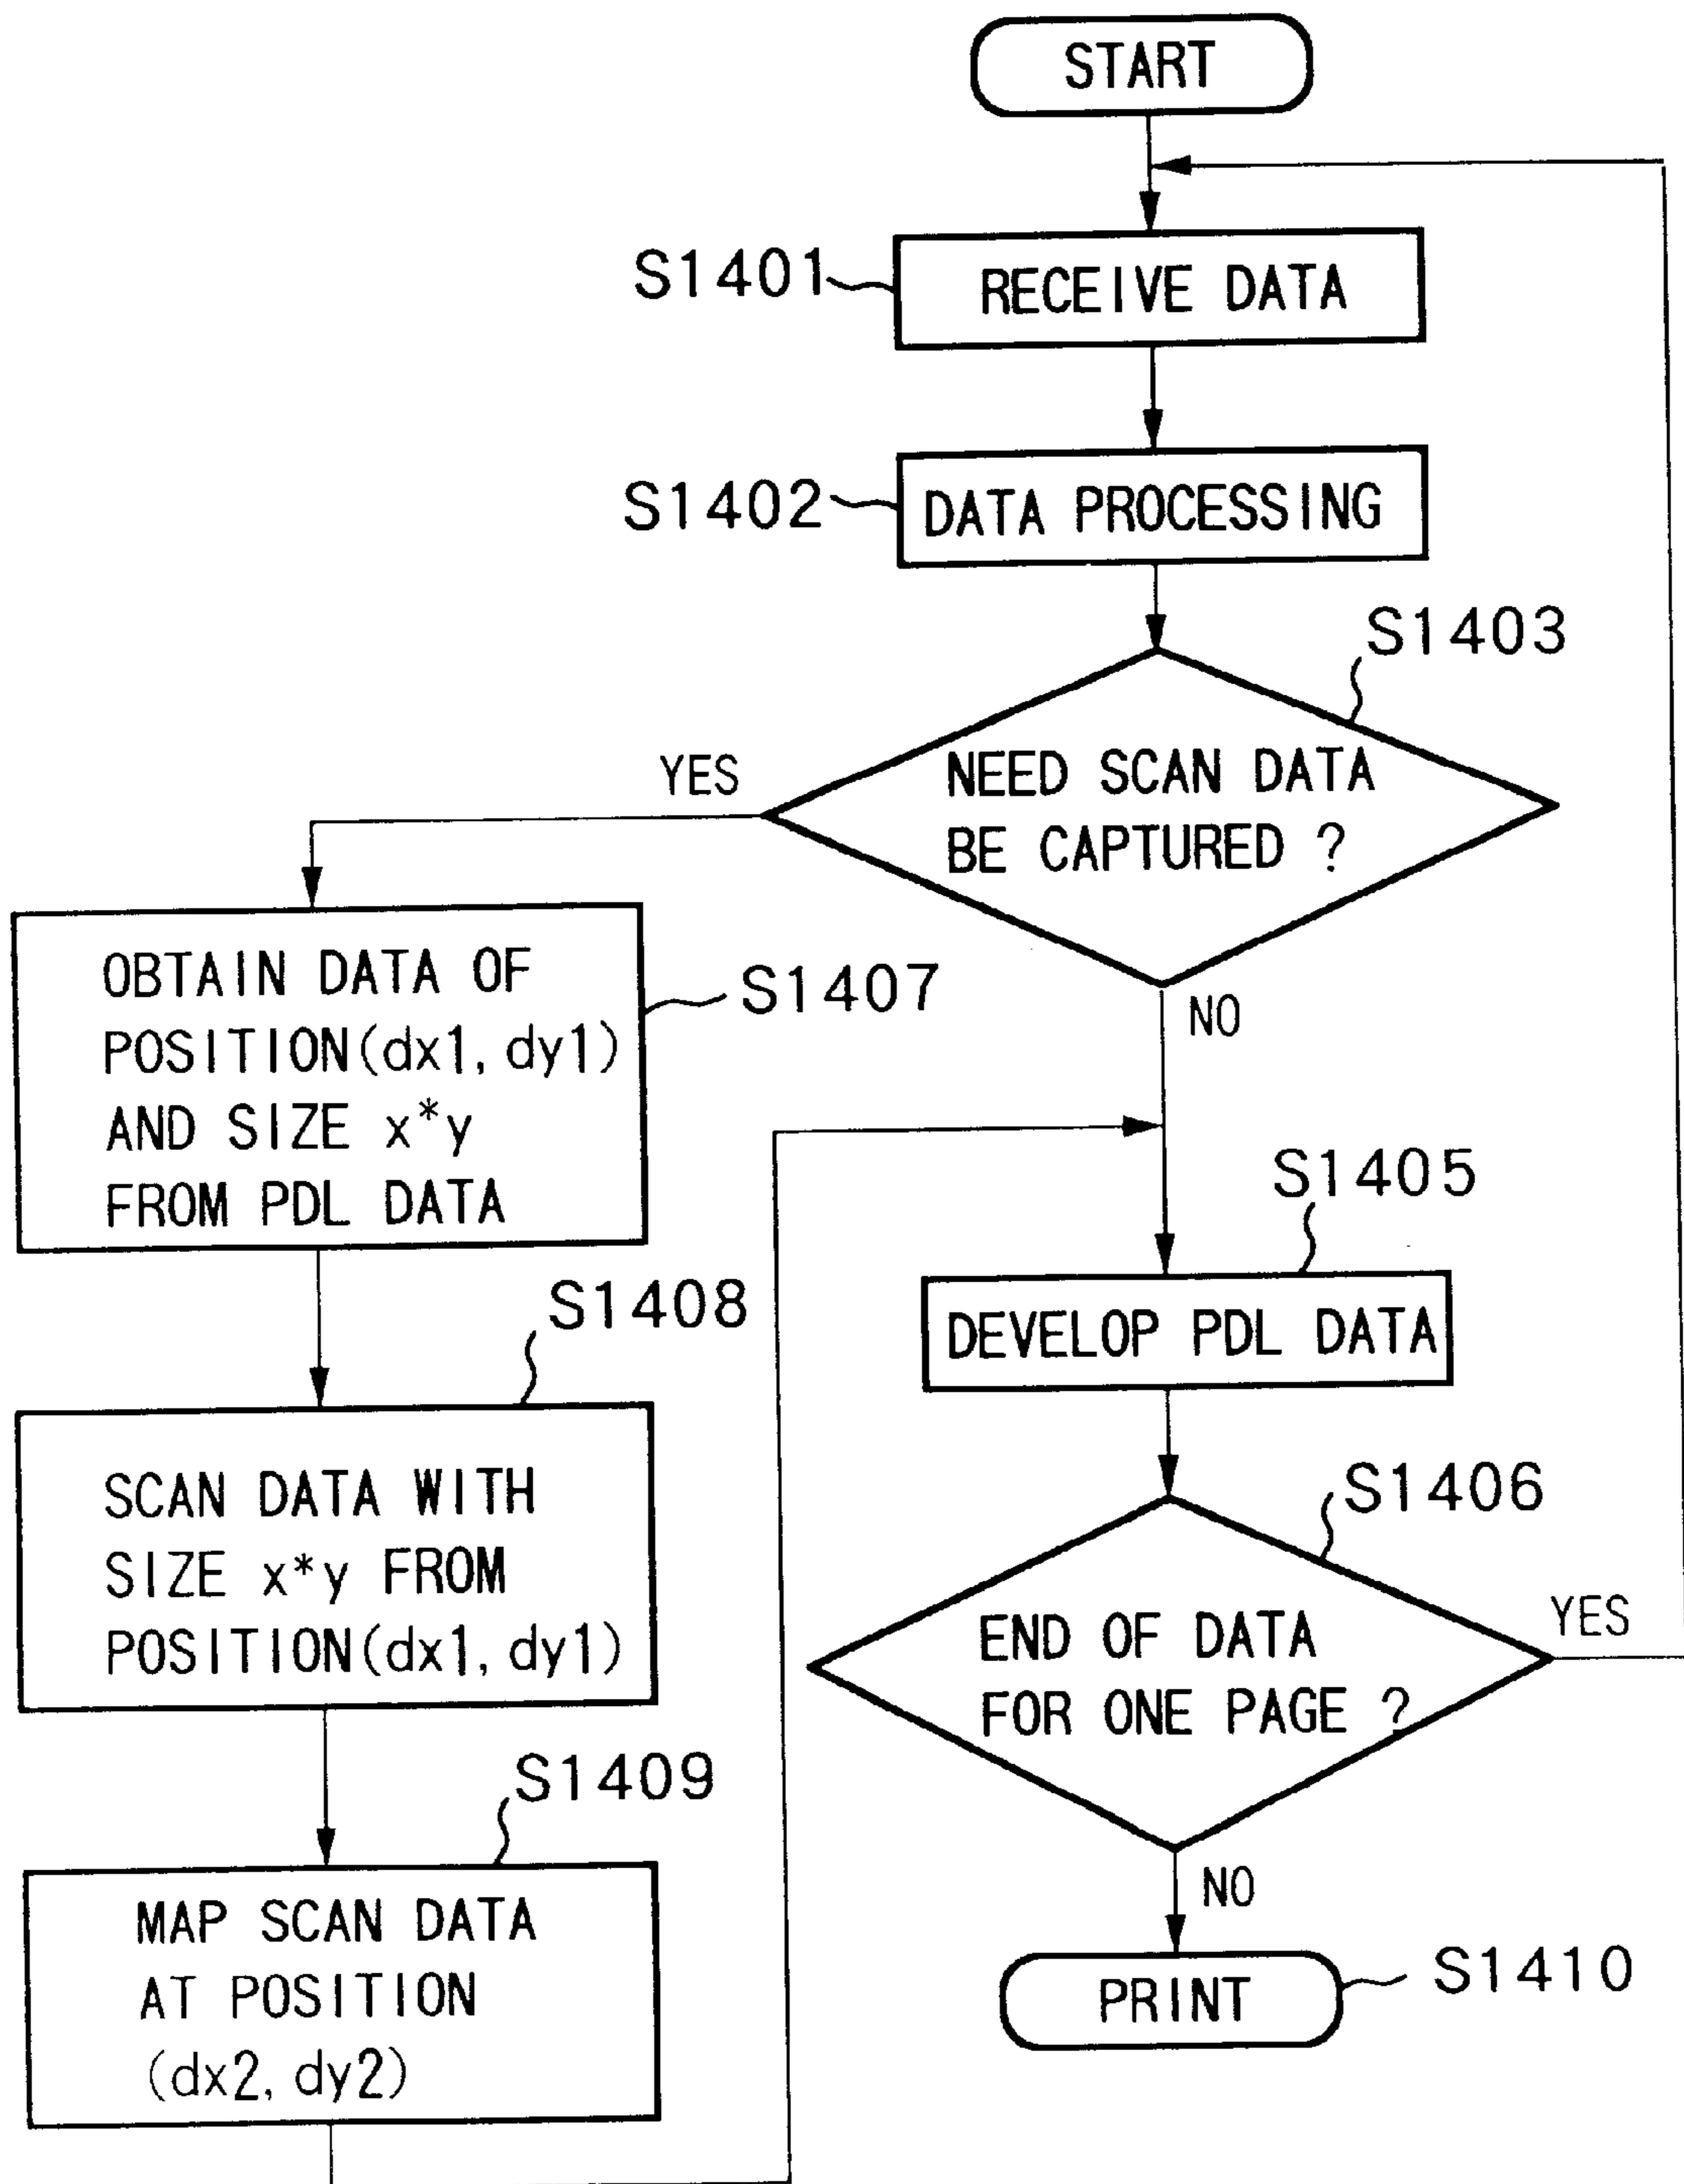 START
S1401
RECEIVE DATA
S1402
DATA PROCESSING
S1403
YES
NEED SCAN DATA
BE CAPTURED ?
NO
OBTAIN DATA OF
POSITION(dx1, dy1)
AND SIZE x*y
FROM PDL DATA
S1407
S1408
SCAN DATA WITH
SIZE x*y FROM
POSITION(dx1, dy1)
S1409
MAP SCAN DATA
AT POSITION
(dx2, dy2)
S1405
DEVELOP PDL DATA
S1406
END OF DATA
FOR ONE PAGE ?
YES
NO
PRINT
S1410